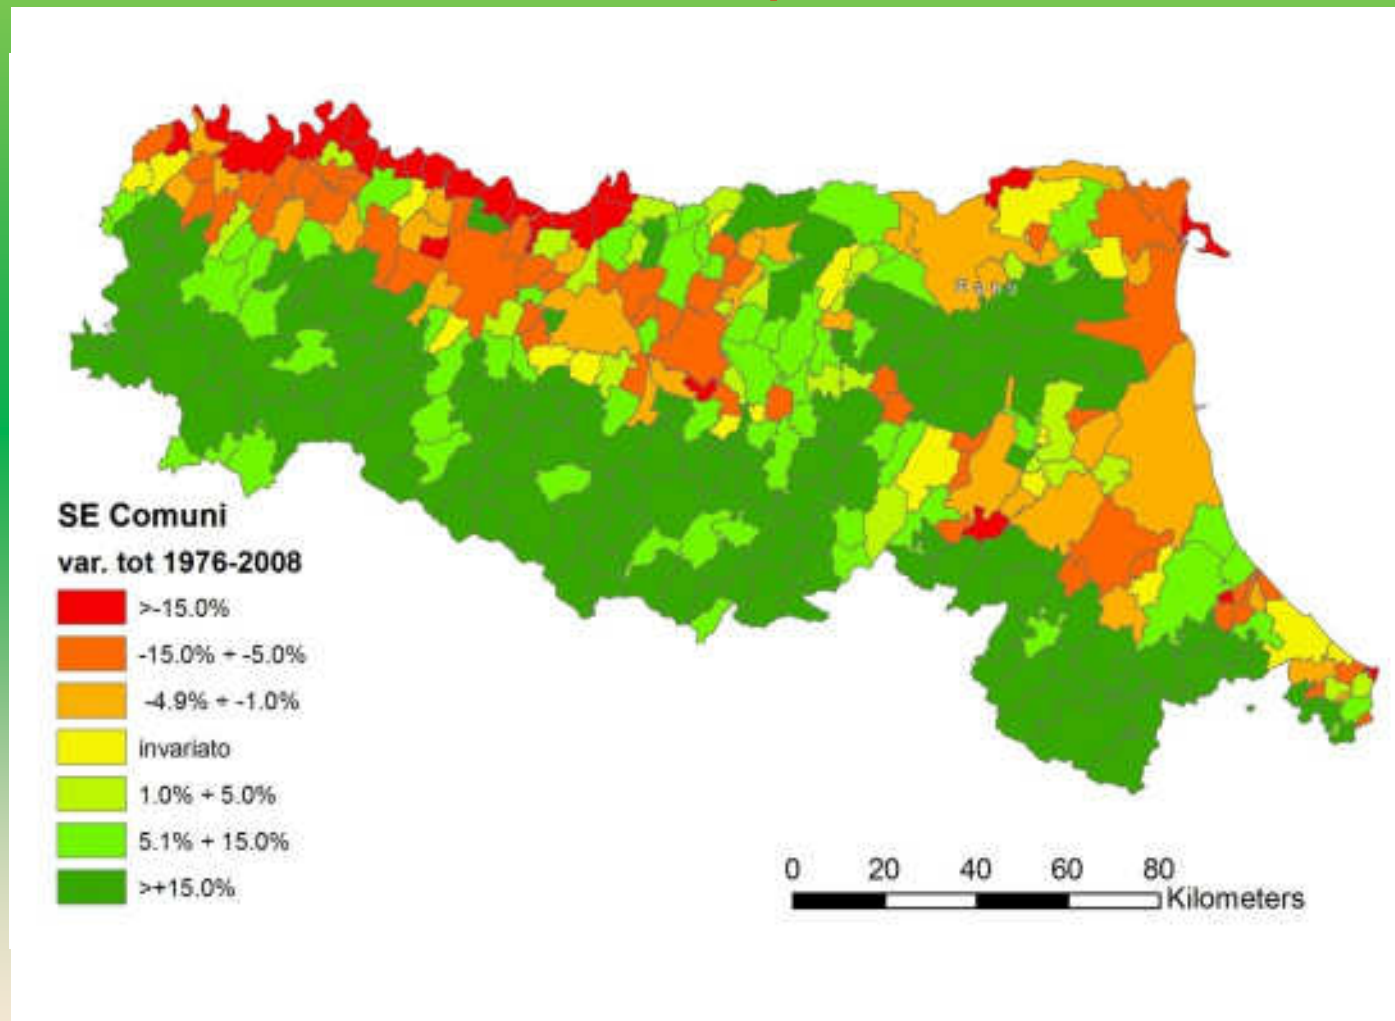 SE Comuni
var. tot 1976-2008
>-15.0%
-15.0% ÷ -5.0%
-4.9% ÷ -1.0%
invariato
1.0% ÷ 5.0%
5.1% ÷ 15.0%
>+15.0%
0 20 40 60 80
Kilometers